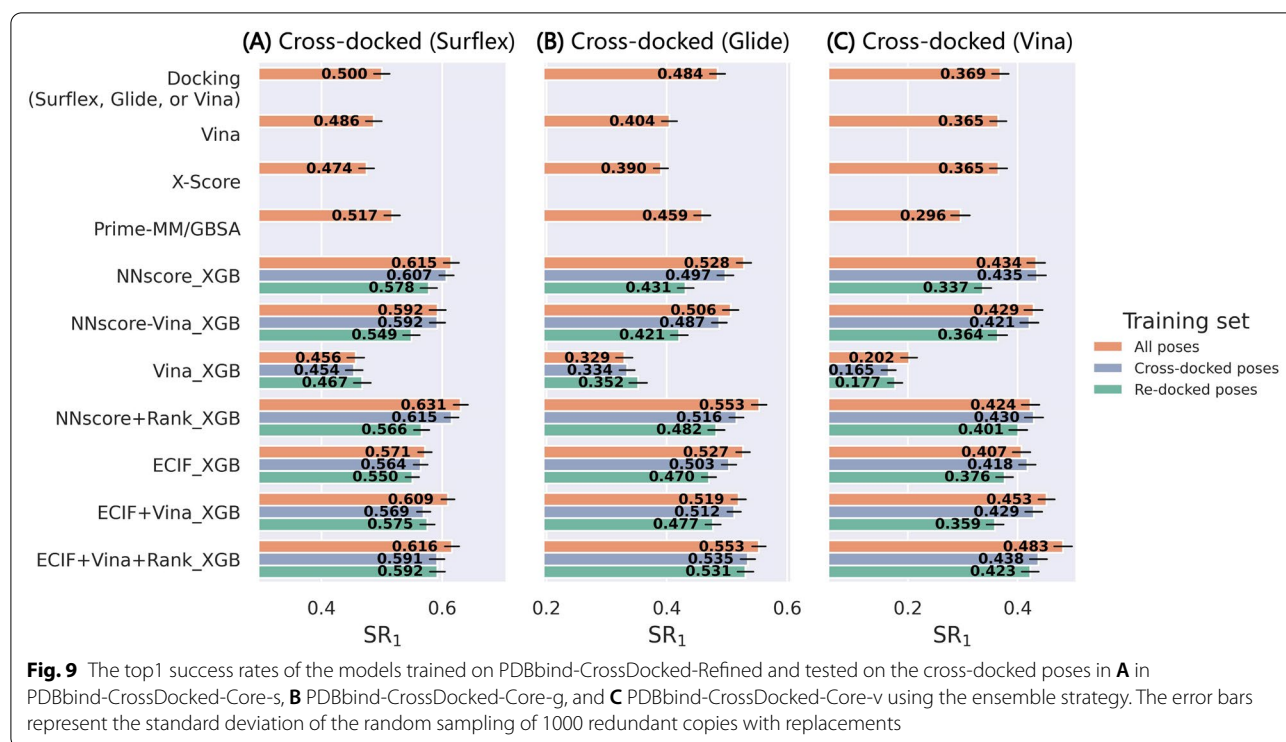 (A) Cross-docked (Surflex) (B) Cross-docked (Glide) (C) Cross-docked (Vina)
Docking
(Surflex, Glide, or Vina)
0.500 0.484 0.369
Vina 0.486 0.404 0.365
X-Score 0.474 0.390 0.365
Prime-MM/GBSA 0.517 0.459 0.296
NNscore_XGB
0.615 0.528 0.434
0.607 0.497 0.435
0.578 0.431 0.337
NNscore-Vina_XGB
0.592 0.506 0.429
0.592 0.487 0.421
0.549 0.421 0.364
Vina_XGB
0.456 0.329 0.202
0.454 0.334 0.165
0.467 0.352 0.177
NNscore+Rank_XGB
0.631 0.553 0.424
0.615 0.516 0.430
0.566 0.482 0.401
ECIF_XGB
0.571 0.527 0.407
0.564 0.503 0.418
0.550 0.470 0.376
ECIF+Vina_XGB
0.609 0.519 0.453
0.569 0.512 0.429
0.575 0.477 0.359
ECIF+Vina+Rank_XGB
0.616 0.553 0.483
0.591 0.535 0.438
0.592 0.531 0.423
0.4 0.6 0.2 0.4 0.6 0.2 0.4
SR1 SR1 SR1
Training set
All poses
Cross-docked poses
Re-docked poses
Fig. 9 The top1 success rates of the models trained on PDBbind-CrossDocked-Refined and tested on the cross-docked poses in A in
PDBbind-CrossDocked-Core-s, B PDBbind-CrossDocked-Core-g, and C PDBbind-CrossDocked-Core-v using the ensemble strategy. The error bars
represent the standard deviation of the random sampling of 1000 redundant copies with replacements